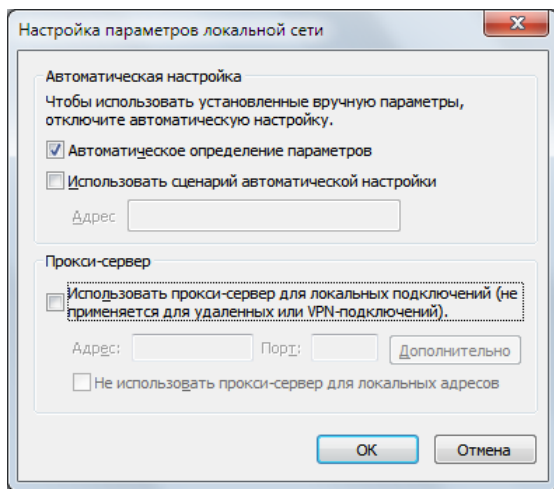 Настройка параметров локальной сети
Автоматическая настройка
Чтобы использовать установленные вручную параметры,
отключите автоматическую настройку.
Автоматическое определение параметров
Использовать сценарий автоматической настройки
Адрес
Прокси-сервер
Использовать прокси-сервер для локальных подключений (не
применяется для удаленных или VPN-подключений).
Адрес: Порт: Дополнительно
Не использовать прокси-сервер для локальных адресов
ОК Отмена